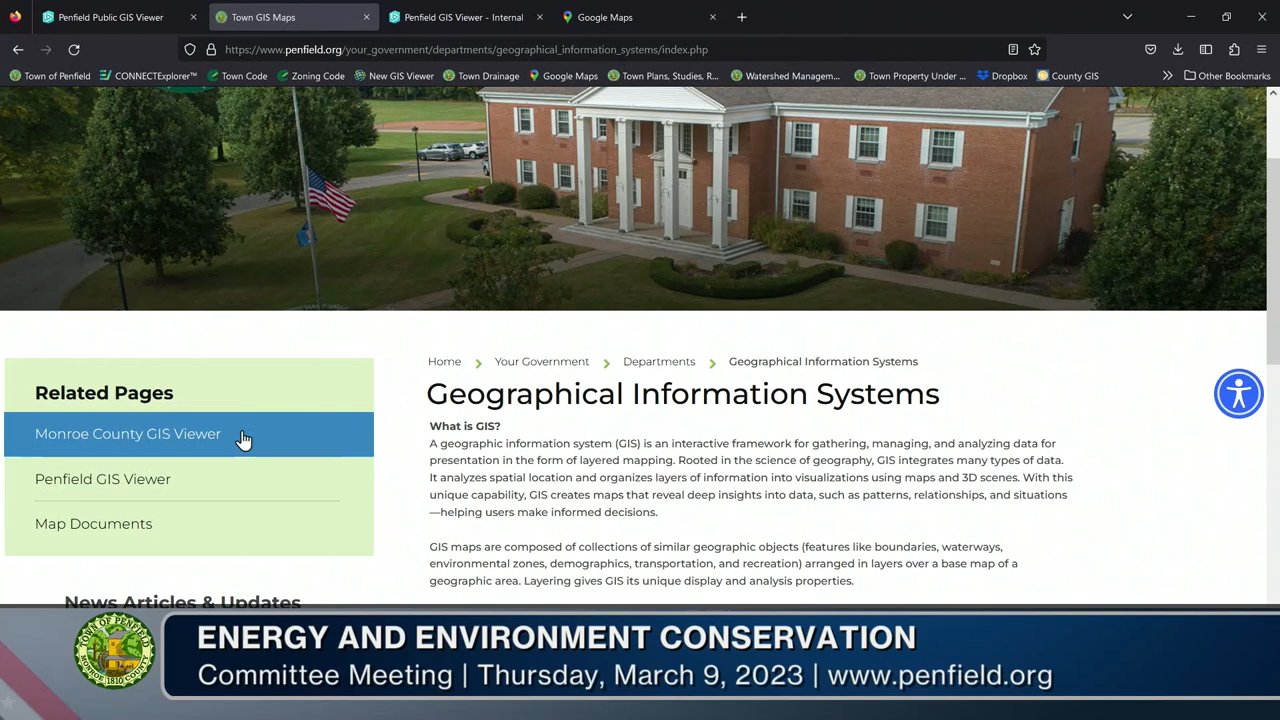 Penfield Public GIS Viewer
Town GIS Maps
Penfield GIS Viewer - Internal
Google Maps
https://www.penfield.org/your_government/departments/geographical_information_systems/index.php
Town of Penfield
CONNECTExplorer™
Town Code
Zoning Code
New GIS Viewer
Town Drainage
Google Maps
Town Plans, Studies, R...
Watershed Managem...
Town Property Under ...
Dropbox
County GIS
Other Bookmarks
Related Pages
Monroe County GIS Viewer
Penfield GIS Viewer
Map Documents
News Articles & Updates
Home
Your Government
Departments
Geographical Information Systems
Geographical Information Systems
What is GIS?
A geographic information system (GIS) is an interactive framework for gathering, managing, and analyzing data for
presentation in the form of layered mapping. Rooted in the science of geography, GIS integrates many types of data.
It analyzes spatial location and organizes layers of information into visualizations using maps and 3D scenes. With this
unique capability, GIS creates maps that reveal deep insights into data, such as patterns, relationships, and situations
—helping users make informed decisions.
GIS maps are composed of collections of similar geographic objects (features like boundaries, waterways,
environmental zones, demographics, transportation, and recreation) arranged in layers over a base map of a
geographic area. Layering gives GIS its unique display and analysis properties.
TOWN OF PENFIELD
1810
ENERGY AND ENVIRONMENT CONSERVATION
Committee Meeting | Thursday, March 9, 2023 | www.penfield.org